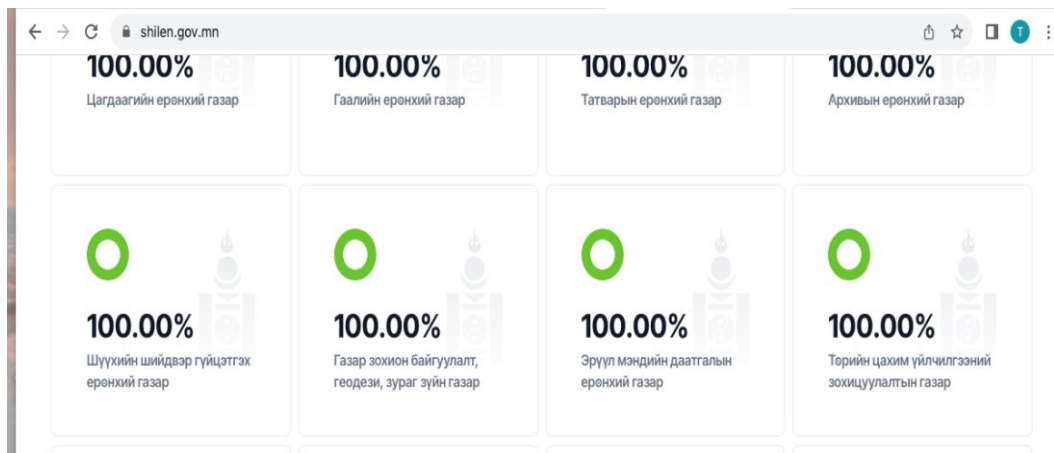 shilen.gov.mn
T
100.00%
Цагдаагийн ерөнхий газар
100.00%
Гаалийн ерөнхий газар
100.00%
Татварын ерөнхий газар
100.00%
Архивын ерөнхий газар
100.00%
Шүүхийн шийдвэр гүйцэтгэх
ерөнхий газар
100.00%
Газар зохион байгуулалт,
геодези, зураг зүйн газар
100.00%
Эрүүл мэндийн даатгалын
ерөнхий газар
100.00%
Төрийн цахим үйлчилгээний
зохицуулалтын газар